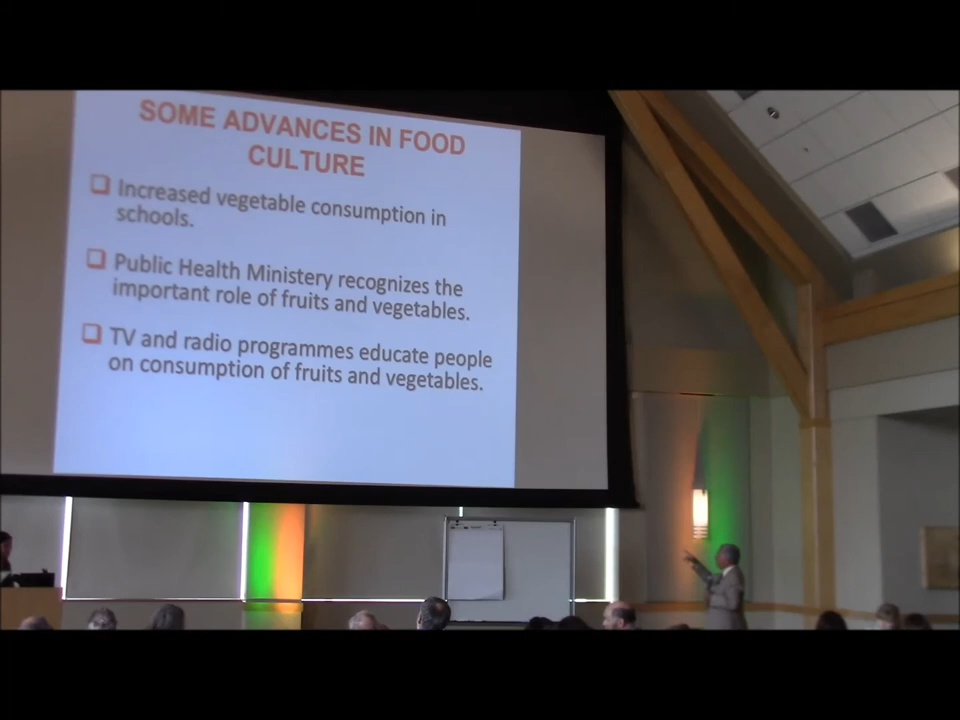 SOME ADVANCES IN FOOD
CULTURE
Increased vegetable consumption in
schools.
Public Health Ministery recognizes the
important role of fruits and vegetables.
TV and radio programmes educate people
on consumption of fruits and vegetables.